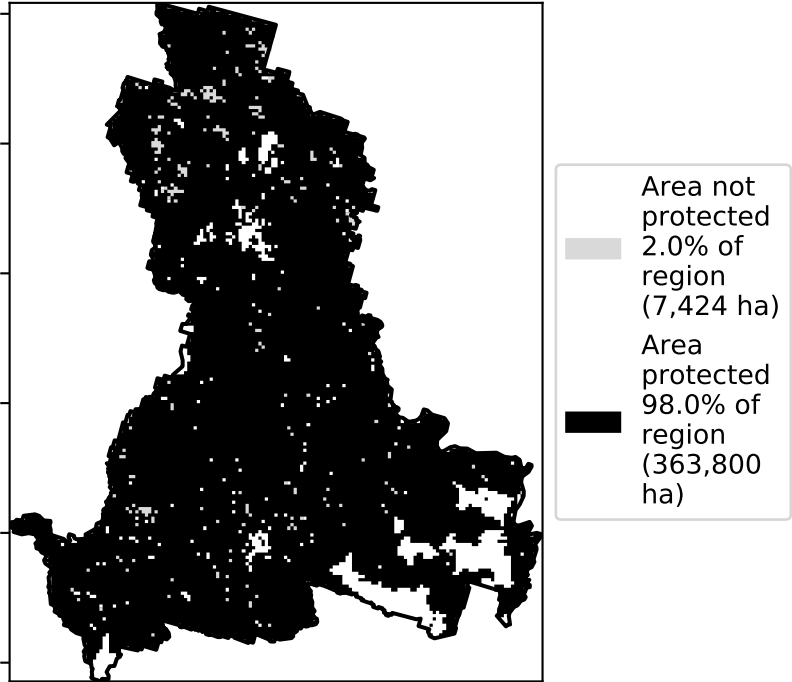 Area not
protected
2.0% of
region
(7,424 ha)
Area
protected
98.0% of
region
(363,800
ha)